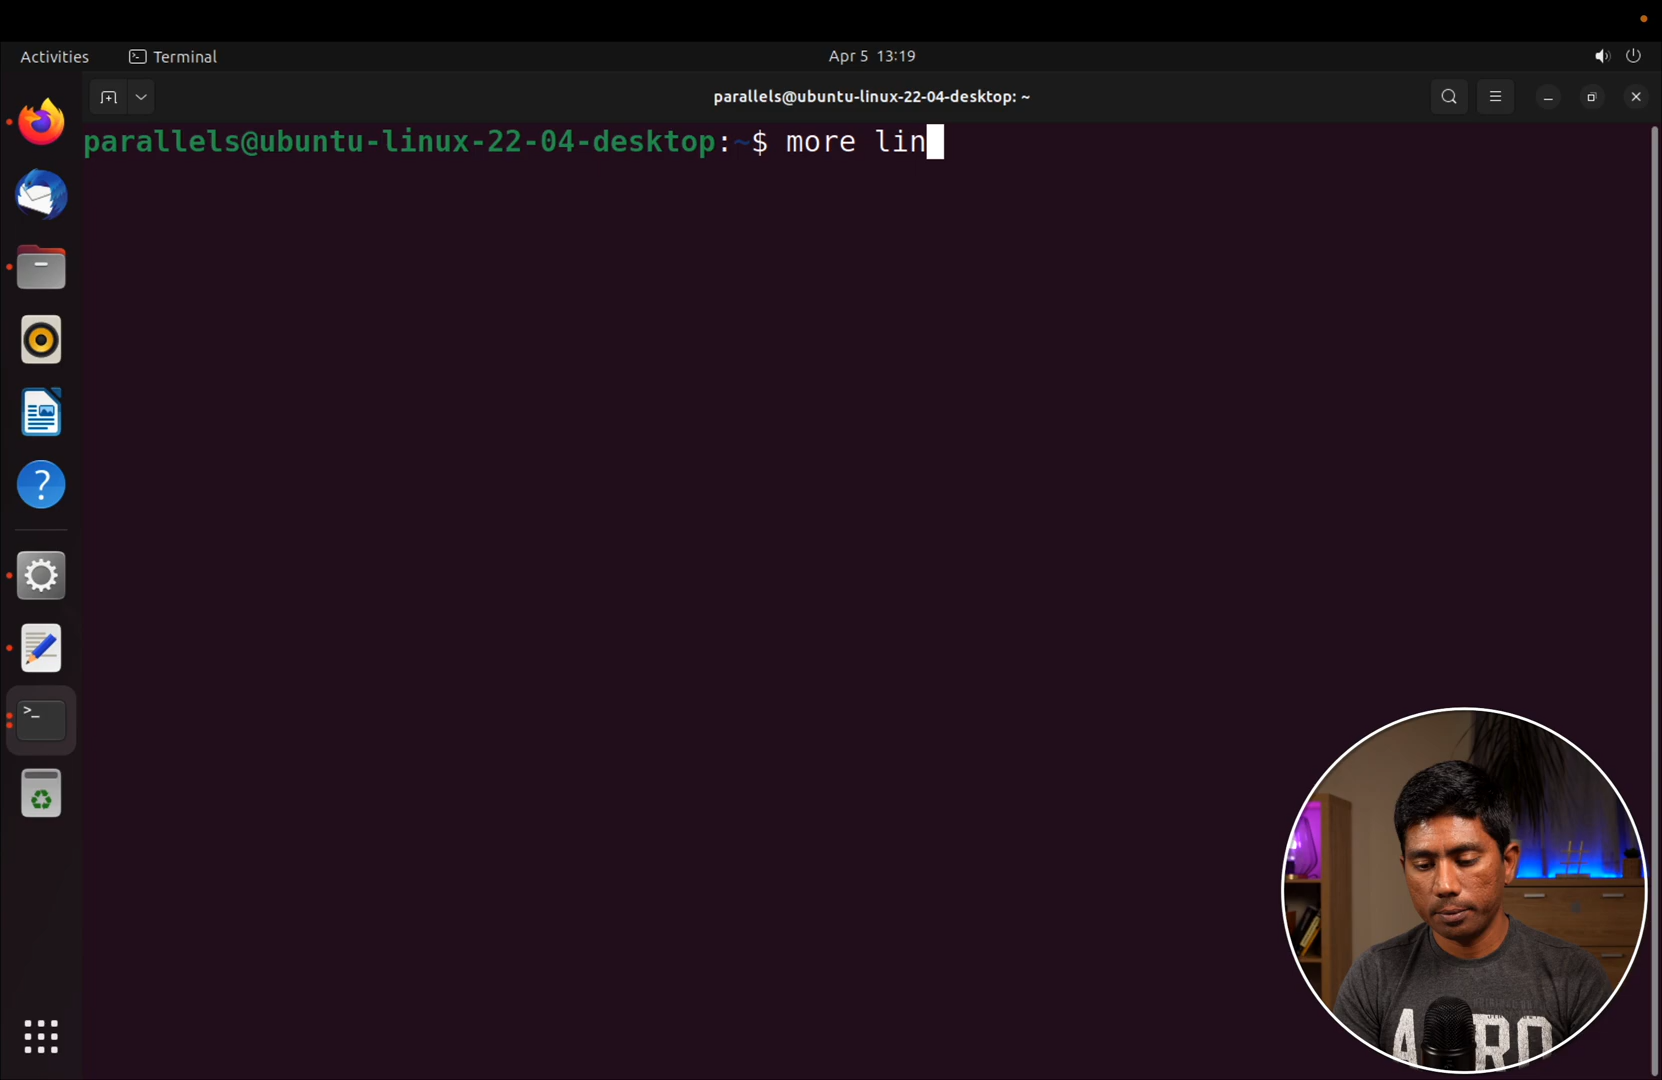 Activities
Terminal
Apr 5 13:19
parallels@ubuntu-linux-22-04-desktop: ~
parallels@ubuntu-linux-22-04-desktop:~$ more lin
>_
?